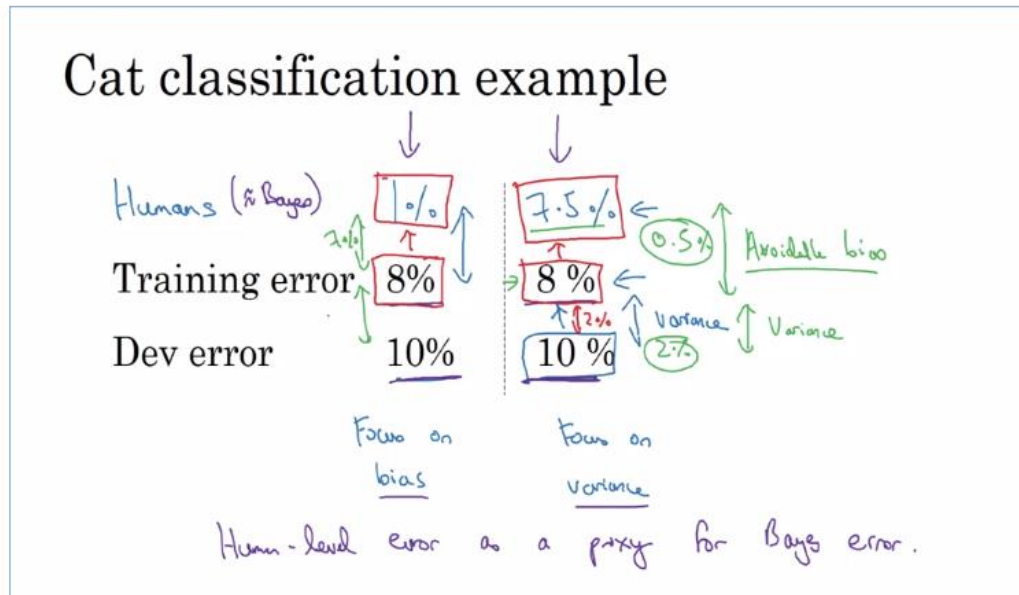 Cat classification example
Humans (≈ Bayes) 1% 7.5%
7% 0.5% Avoidable bias
Training error 8% 8 %
2% Variance Variance
Dev error 10% 10 % 2%
Focus on Focus on
bias variance
Human-level error as a proxy for Bayes error.